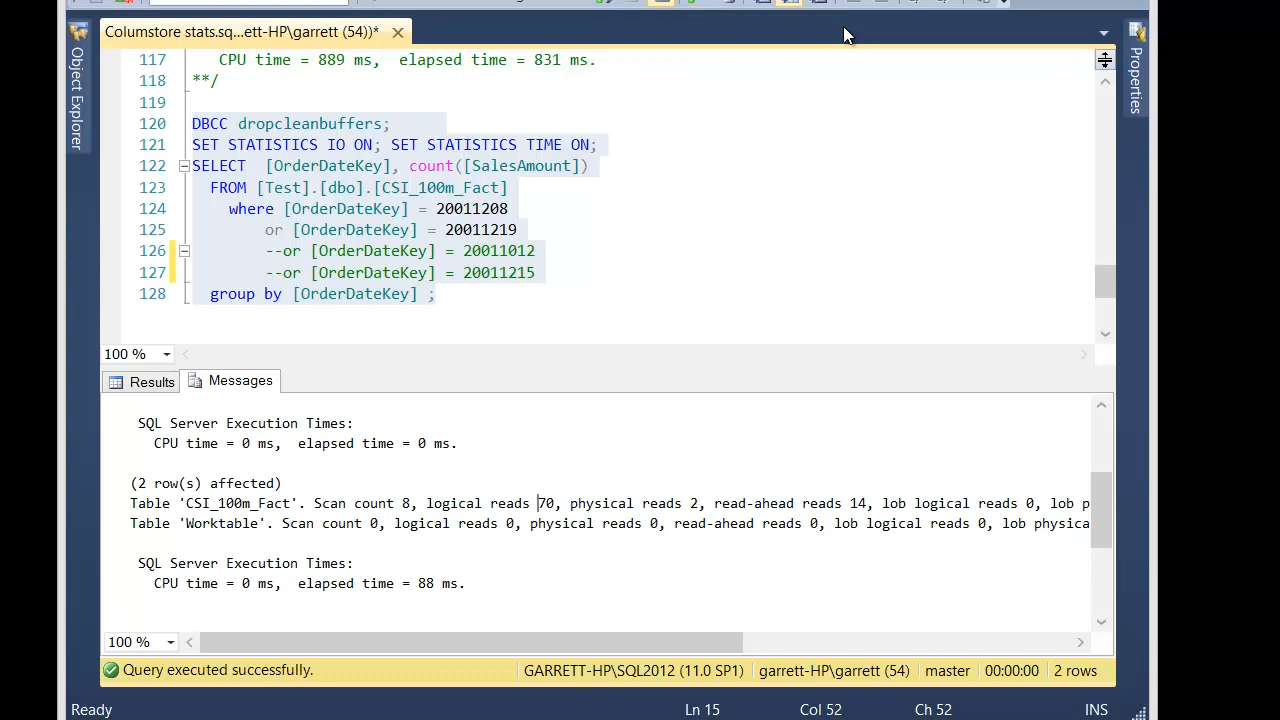 Columstore stats.sq...ett-HP\garrett (54))*
Object Explorer
Properties
117 CPU time = 889 ms, elapsed time = 831 ms.
118 **/
119
120 DBCC dropcleanbuffers;
121 SET STATISTICS IO ON; SET STATISTICS TIME ON;
122 SELECT [OrderDateKey], count([SalesAmount])
123 FROM [Test].[dbo].[CSI_100m_Fact]
124 where [OrderDateKey] = 20011208
125 or [OrderDateKey] = 20011219
126 --or [OrderDateKey] = 20011012
127 --or [OrderDateKey] = 20011215
128 group by [OrderDateKey] ;
100 %
Results Messages
SQL Server Execution Times:
CPU time = 0 ms, elapsed time = 0 ms.
(2 row(s) affected)
Table 'CSI_100m_Fact'. Scan count 8, logical reads 70, physical reads 2, read-ahead reads 14, lob logical reads 0, lob p
Table 'Worktable'. Scan count 0, logical reads 0, physical reads 0, read-ahead reads 0, lob logical reads 0, lob physica
SQL Server Execution Times:
CPU time = 0 ms, elapsed time = 88 ms.
100 %
Query executed successfully. GARRETT-HP\SQL2012 (11.0 SP1) garrett-HP\garrett (54) master 00:00:00 2 rows
Ready Ln 15 Col 52 Ch 52 INS